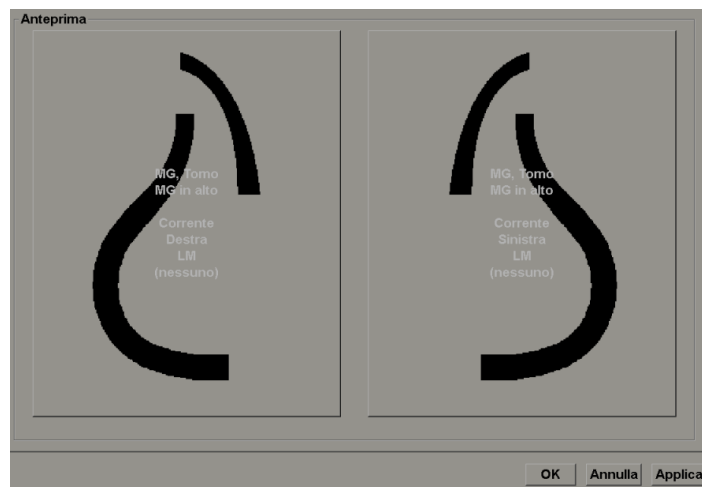 Anteprima
MG, Tomo
MG in alto
Corrente
Destra
LM
(nessuno)
MG, Tomo
MG in alto
Corrente
Sinistra
LM
(nessuno)
OK
Annulla
Applica